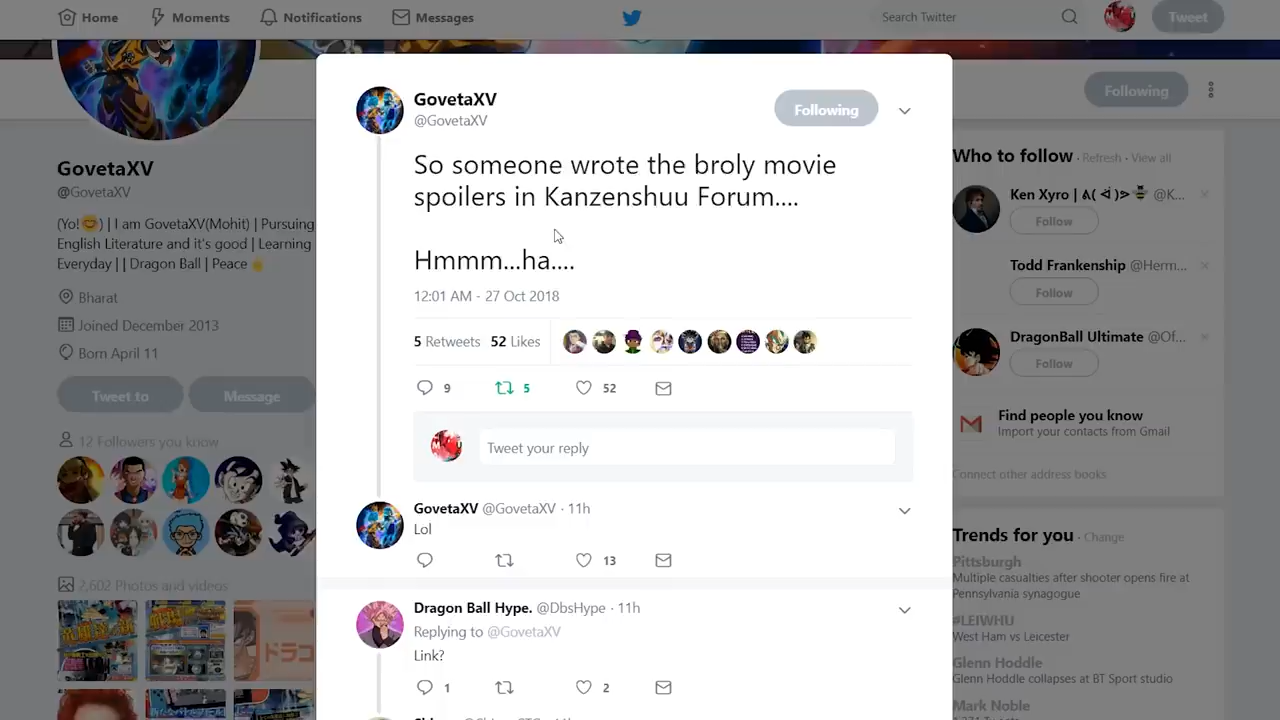 Home
Moments
Notifications
Messages
Search Twitter
Tweet
GovetaXV
@GovetaXV
(Yo!😊) | I am GovetaXV(Mohit) | Pursuing
English Literature and it's good | Learning
Everyday | | Dragon Ball | Peace
Bharat
Joined December 2013
Born April 11
Tweet to
Message
12 Followers you know
2,602 Photos and videos
GovetaXV
@GovetaXV
Following
So someone wrote the broly movie
spoilers in Kanzenshuu Forum....
Hmmm...ha....
12:01 AM - 27 Oct 2018
5 Retweets 52 Likes
9 5 52
Tweet your reply
GovetaXV @GovetaXV · 11h
Lol
13
Dragon Ball Hype. @DbsHype · 11h
Replying to @GovetaXV
Link?
1 2
Following
Who to follow · Refresh · View all
Ken Xyro | @K...
Follow
Todd Frankenship @Herm...
Follow
DragonBall Ultimate @Of...
Follow
Find people you know
Import your contacts from Gmail
Connect other address books
Trends for you · Change
Pittsburgh
Multiple casualties after shooter opens fire at
Pennsylvania synagogue
#LEIWHU
West Ham vs Leicester
Glenn Hoddle
Glenn Hoddle collapses at BT Sport studio
Mark Noble